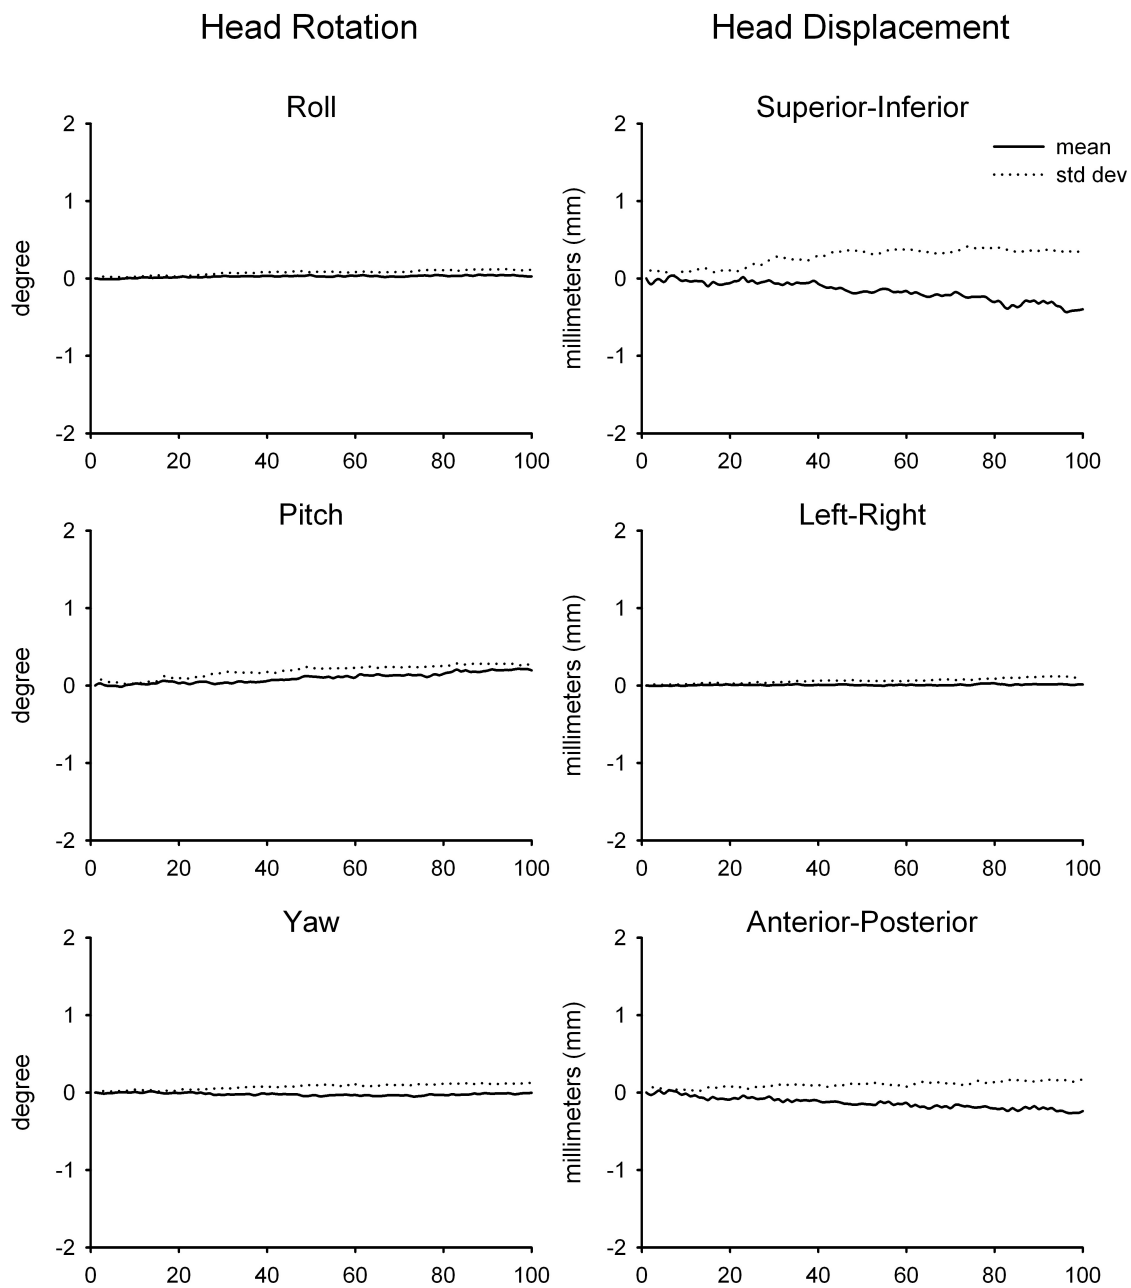 Head Rotation
Head Displacement
Roll
2
1
0
-1
-2
degree
0 20 40 60 80 100
Superior-Inferior
mean
std dev
2
1
0
-1
-2
millimeters (mm)
0 20 40 60 80 100
Pitch
2
1
0
-1
-2
degree
0 20 40 60 80 100
Left-Right
2
1
0
-1
-2
millimeters (mm)
0 20 40 60 80 100
Yaw
2
1
0
-1
-2
degree
0 20 40 60 80 100
Anterior-Posterior
2
1
0
-1
-2
millimeters (mm)
0 20 40 60 80 100